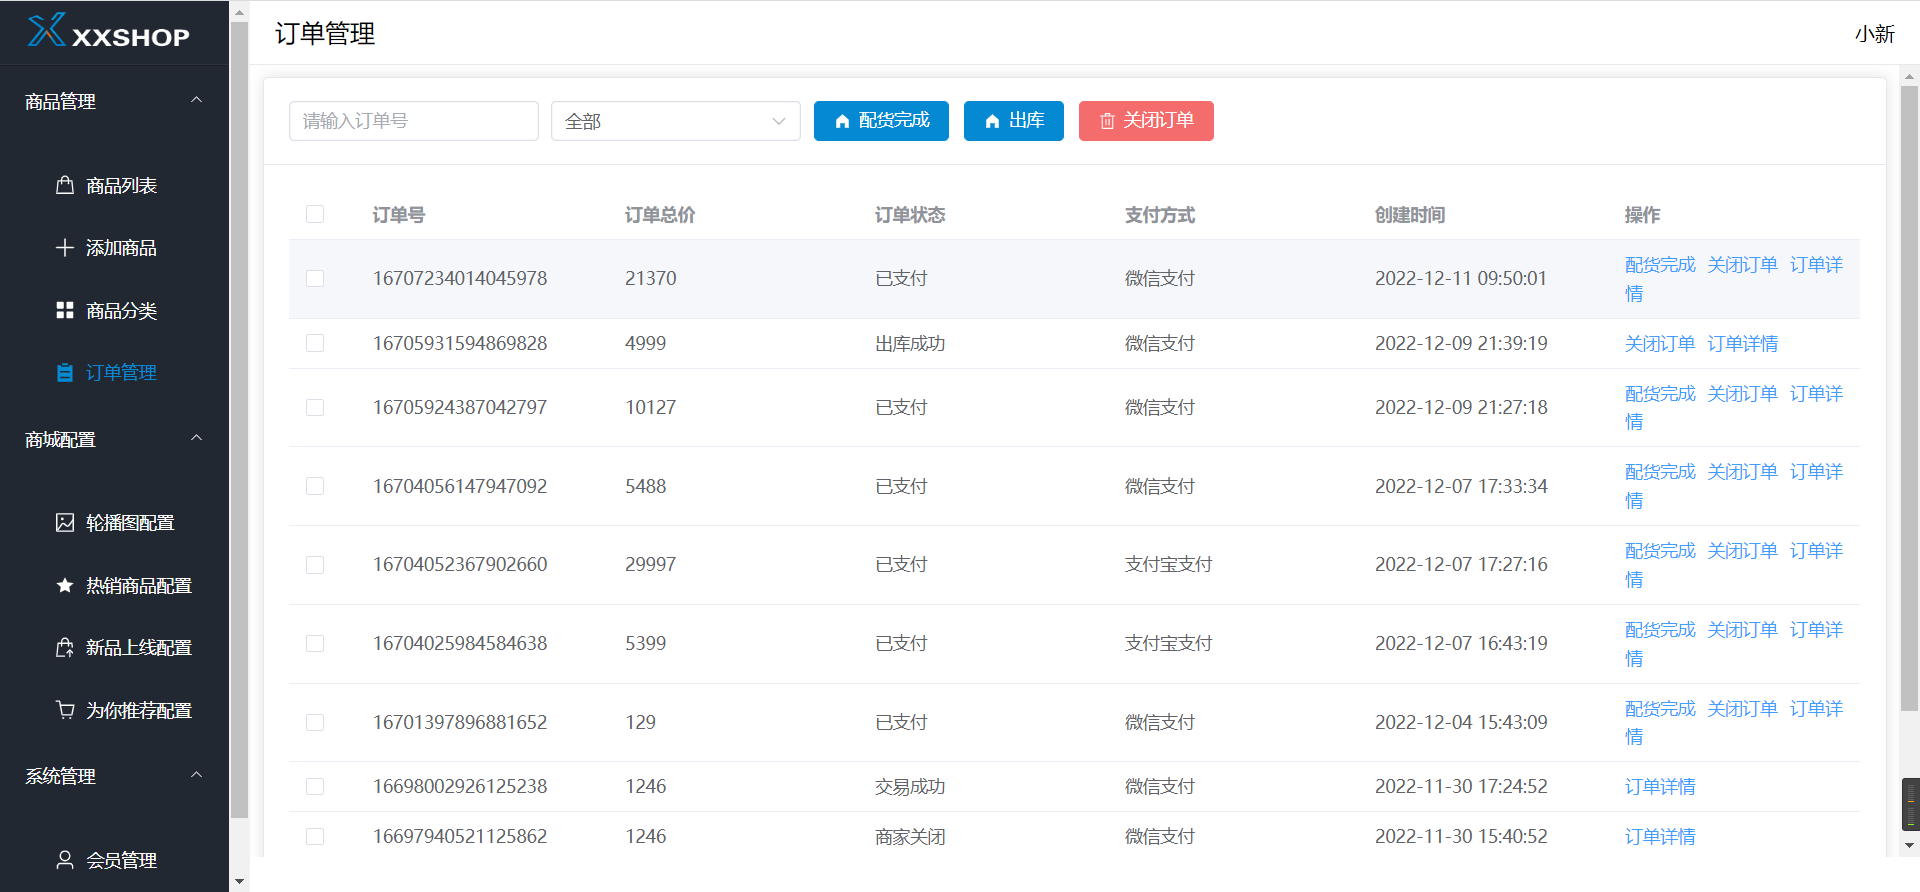 XXSHOP
商品管理
商品列表
添加商品
商品分类
订单管理
商城配置
轮播图配置
热销商品配置
新品上线配置
为你推荐配置
系统管理
会员管理
订单管理
小新
请输入订单号 全部 配货完成 出库 关闭订单
订单号 订单总价 订单状态 支付方式 创建时间 操作
16707234014045978 21370 已支付 微信支付 2022-12-11 09:50:01 配货完成 关闭订单 订单详
情
16705931594869828 4999 出库成功 微信支付 2022-12-09 21:39:19 关闭订单 订单详情
16705924387042797 10127 已支付 微信支付 2022-12-09 21:27:18 配货完成 关闭订单 订单详
情
16704056147947092 5488 已支付 微信支付 2022-12-07 17:33:34 配货完成 关闭订单 订单详
情
16704052367902660 29997 已支付 支付宝支付 2022-12-07 17:27:16 配货完成 关闭订单 订单详
情
16704025984584638 5399 已支付 支付宝支付 2022-12-07 16:43:19 配货完成 关闭订单 订单详
情
16701397896881652 129 已支付 微信支付 2022-12-04 15:43:09 配货完成 关闭订单 订单详
情
16698002926125238 1246 交易成功 微信支付 2022-11-30 17:24:52 订单详情
16697940521125862 1246 商家关闭 微信支付 2022-11-30 15:40:52 订单详情